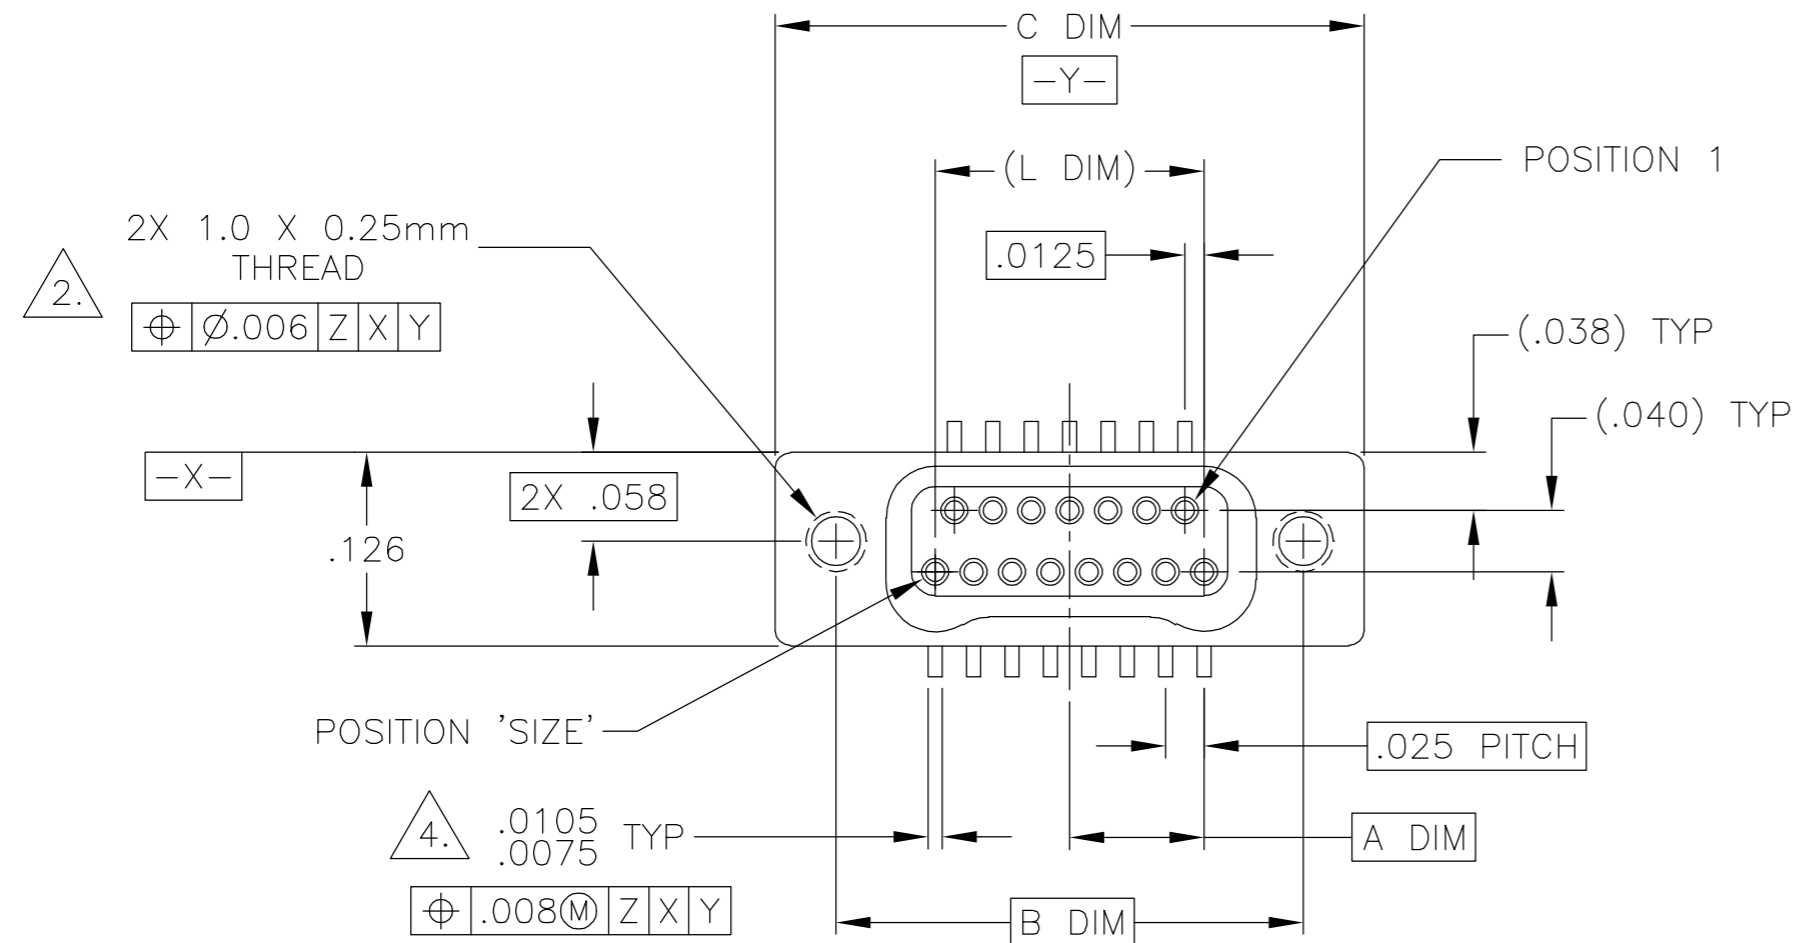 C DIM
-Y-
(L DIM)
POSITION 1
2X 1.0 X 0.25mm
THREAD
2.
⌖ Ø.006 Z X Y
.0125
(.038) TYP
(.040) TYP
-X-
2X .058
.126
POSITION 'SIZE'
.025 PITCH
4.
.0105
.0075
TYP
A DIM
⌖ .008Ⓜ Z X Y
B DIM